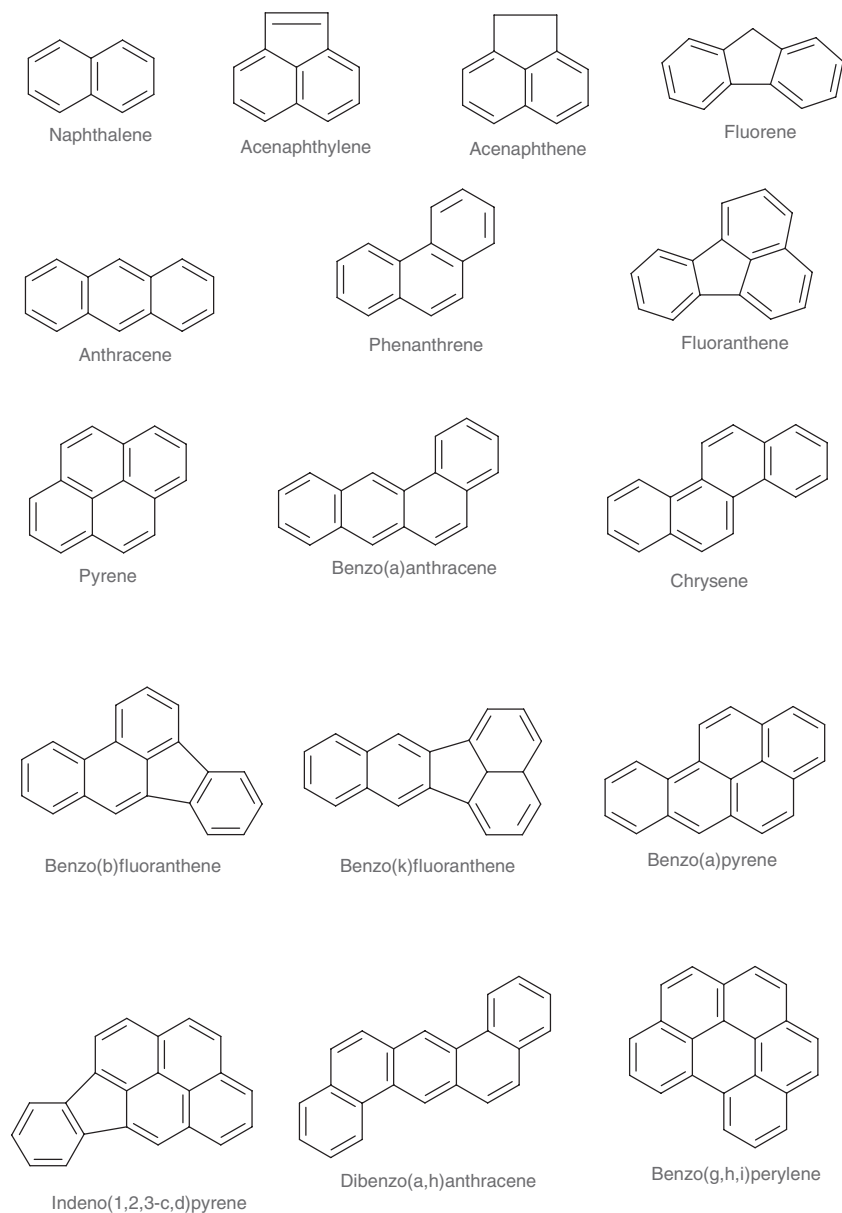 Naphthalene
Acenaphthylene
Acenaphthene
Fluorene
Anthracene
Phenanthrene
Fluoranthene
Pyrene
Benzo(a)anthracene
Chrysene
Benzo(b)fluoranthene
Benzo(k)fluoranthene
Benzo(a)pyrene
Indeno(1,2,3-c,d)pyrene
Dibenzo(a,h)anthracene
Benzo(g,h,i)perylene